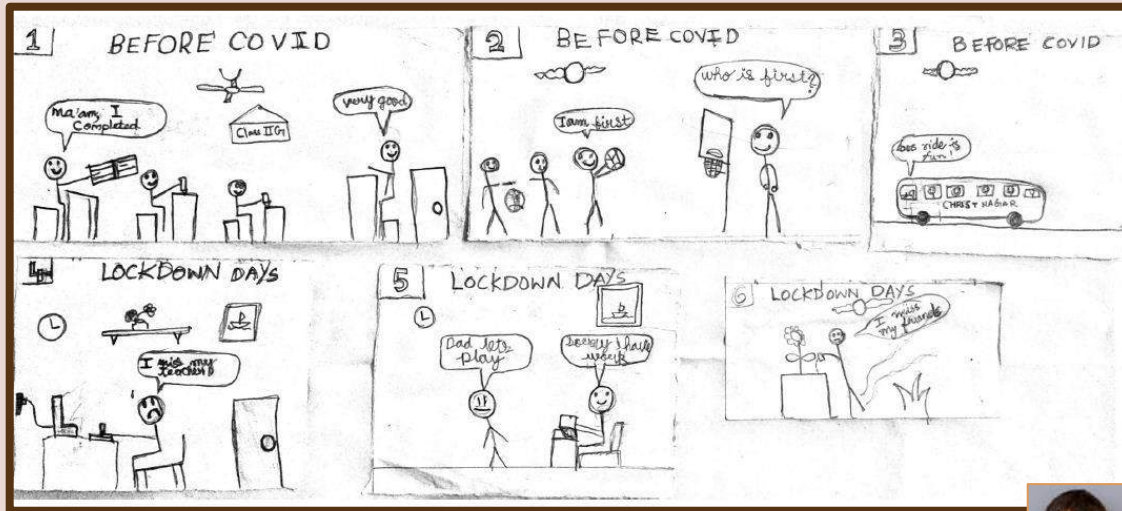 1
BEFORE COVID
ma'am, I
Completed
Class II G
very good
2
BEFORE COVID
I am first
who is first?
3
BEFORE COVID
bus ride is
fun!
CHRIST NAGAR
4
LOCKDOWN DAYS
I miss my
teachers
5
LOCKDOWN DAYS
Dad lets
play
Sorry I have
work
6
LOCKDOWN DAYS
I miss
my friends